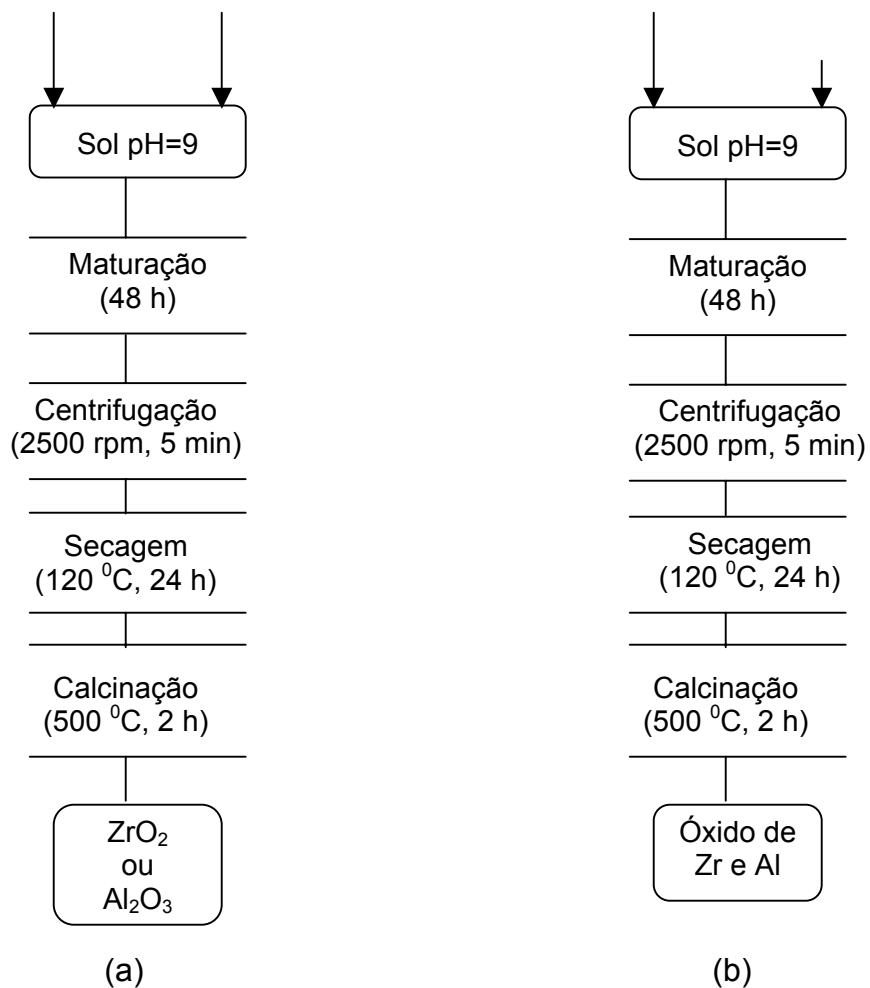 Sol pH=9
Maturação
(48 h)
Centrifugação
(2500 rpm, 5 min)
Secagem
(120 ⁰C, 24 h)
Calcinação
(500 ⁰C, 2 h)
ZrO₂
ou
Al₂O₃
(a)
Sol pH=9
Maturação
(48 h)
Centrifugação
(2500 rpm, 5 min)
Secagem
(120 ⁰C, 24 h)
Calcinação
(500 ⁰C, 2 h)
Óxido de
Zr e Al
(b)